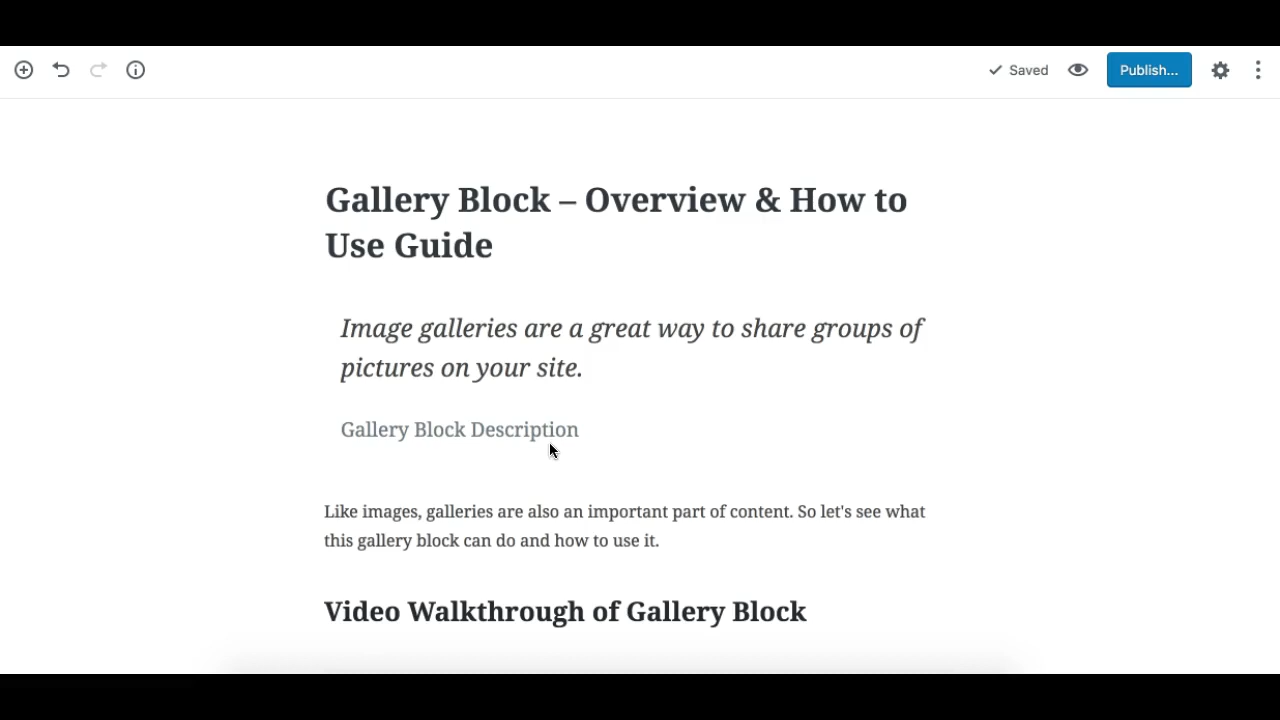 Saved
Publish...
Gallery Block – Overview & How to
Use Guide
Image galleries are a great way to share groups of
pictures on your site.
Gallery Block Description
Like images, galleries are also an important part of content. So let's see what
this gallery block can do and how to use it.
Video Walkthrough of Gallery Block